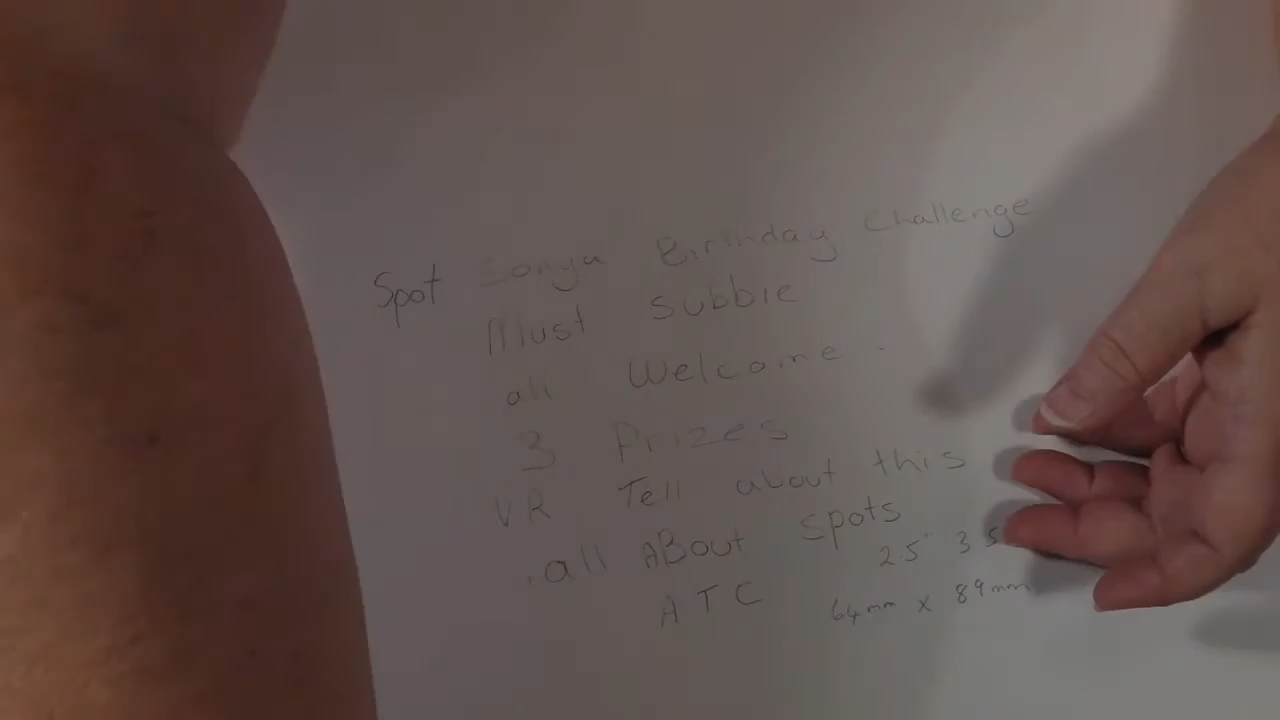 Spot Sonya Birthday Challenge
Must Subbie
all Welcome.
3 Prizes
VR Tell about this
.all ABout Spots
2.5" 3 5
ATC 64mm x 89mm